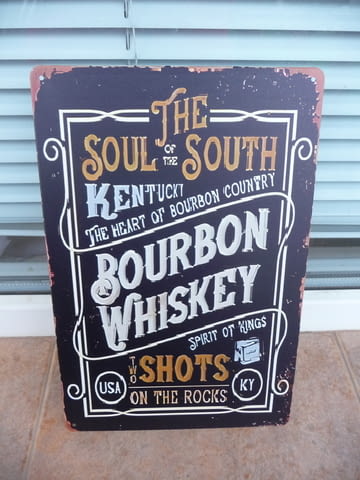 THE
SOUL OF THE SOUTH
KENTUCKY
THE HEART OF BOURBON COUNTRY
BOURBON
WHISKEY
SPIRIT OT KINGS
TWO SHOTS
USA ON THE ROCKS KY